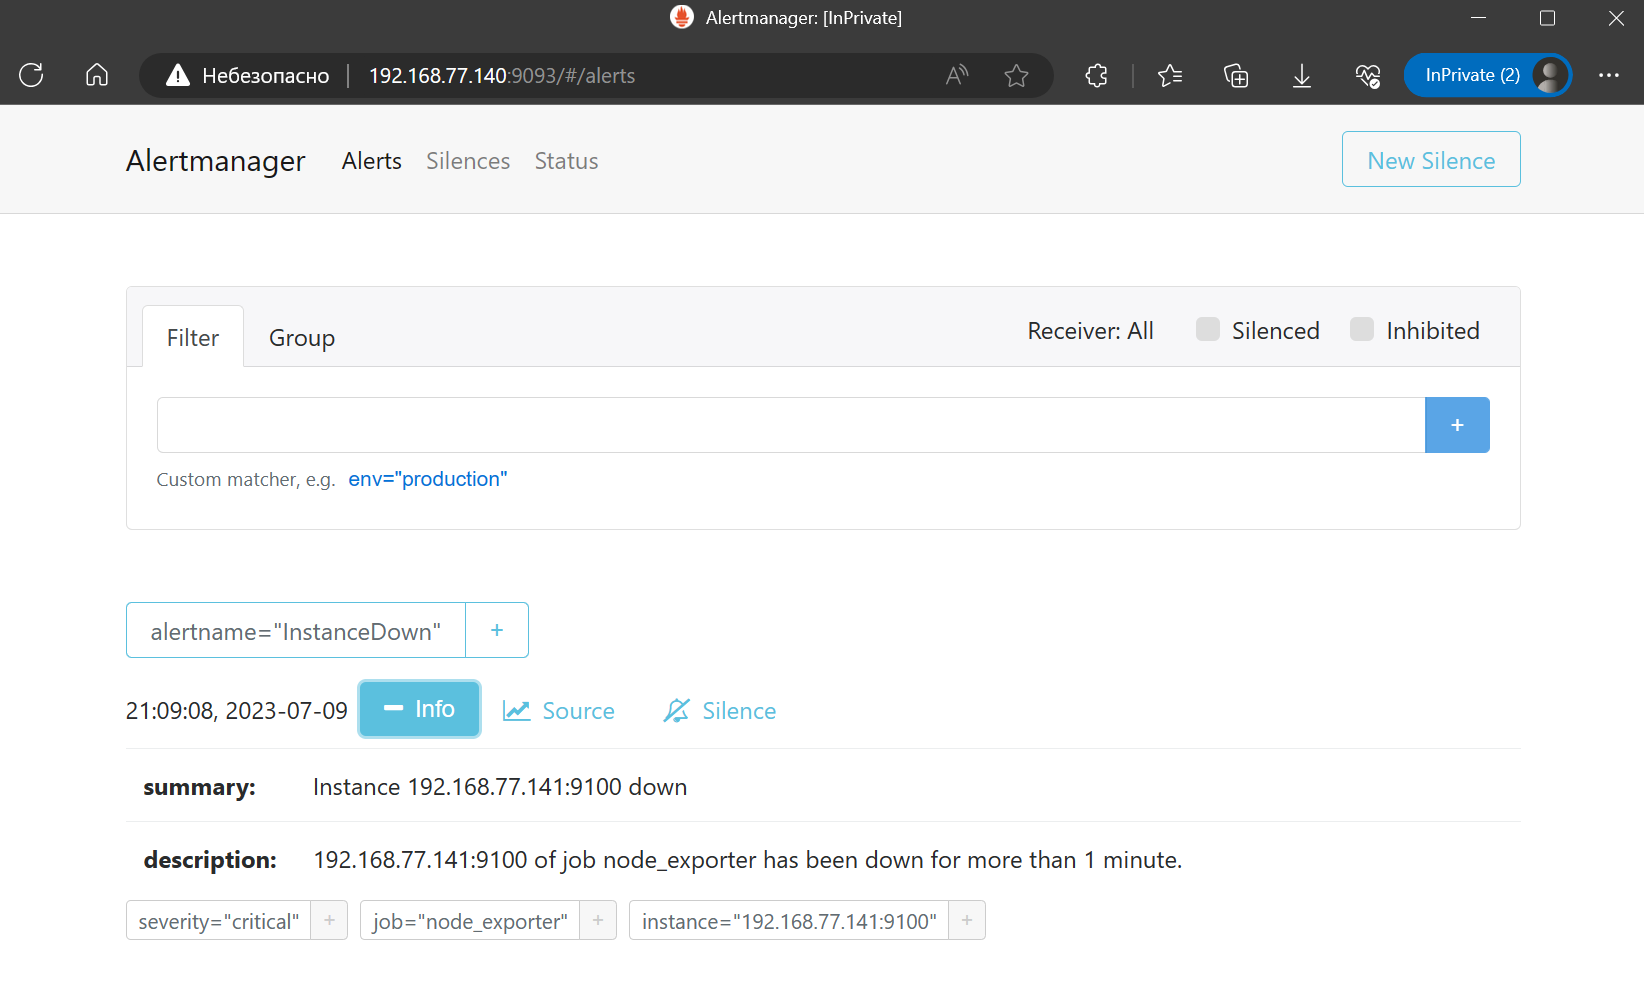 Alertmanager: [InPrivate]
Небезопасно 192.168.77.140:9093/#/alerts InPrivate (2)
Alertmanager Alerts Silences Status New Silence
Filter Group Receiver: All Silenced Inhibited
+
Custom matcher, e.g. env="production"
alertname="InstanceDown" +
21:09:08, 2023-07-09 Info Source Silence
summary: Instance 192.168.77.141:9100 down
description: 192.168.77.141:9100 of job node_exporter has been down for more than 1 minute.
severity="critical" + job="node_exporter" + instance="192.168.77.141:9100" +